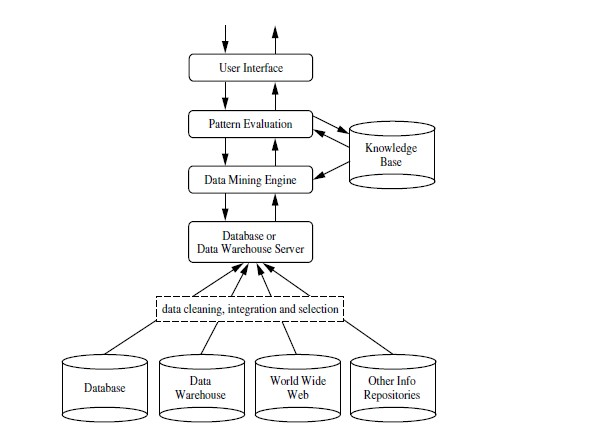 User Interface
Pattern Evaluation
Knowledge
Base
Data Mining Engine
Database or
Data Warehouse Server
data cleaning, integration and selection
Database
Data
Warehouse
World Wide
Web
Other Info
Repositories